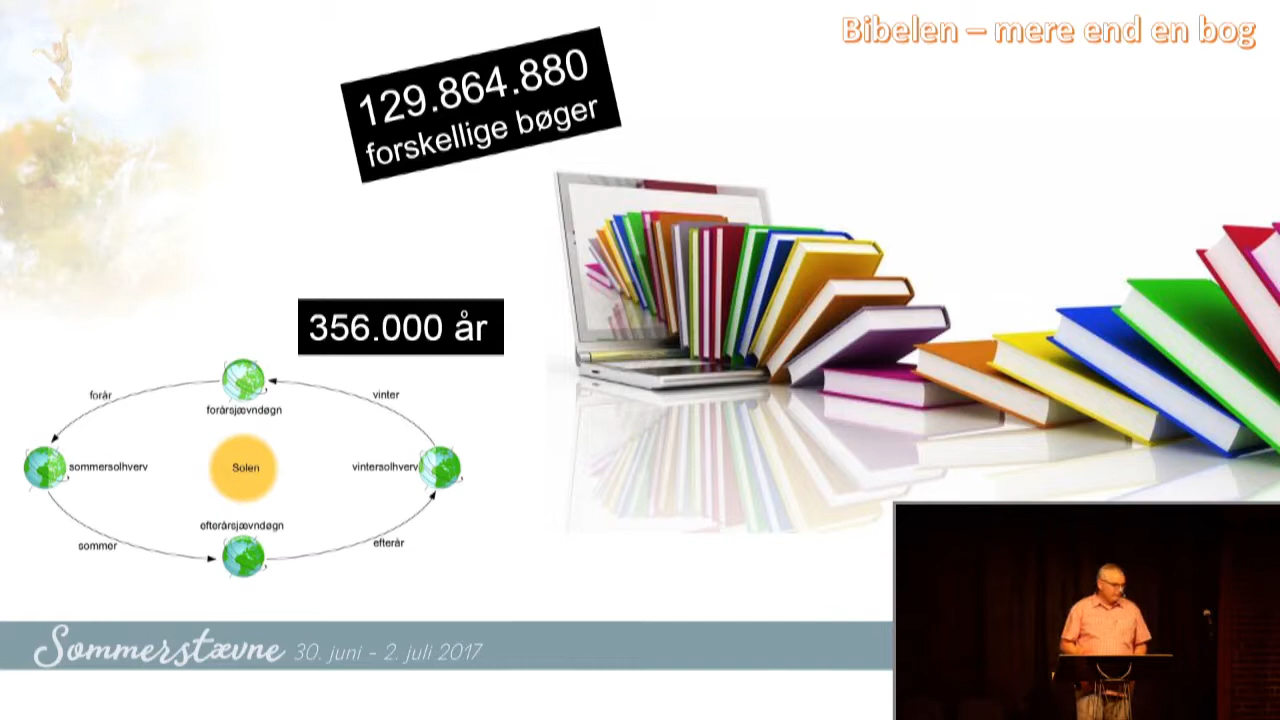 Bibelen – mere end en bog
129.864.880
forskellige bøger
356.000 år
forår
vinter
forårsjævndøgn
sommersolhverv
Solen
vintersolhverv
efterårsjævndøgn
sommer
efterår
Sommerstævne 30. juni - 2. juli 2017